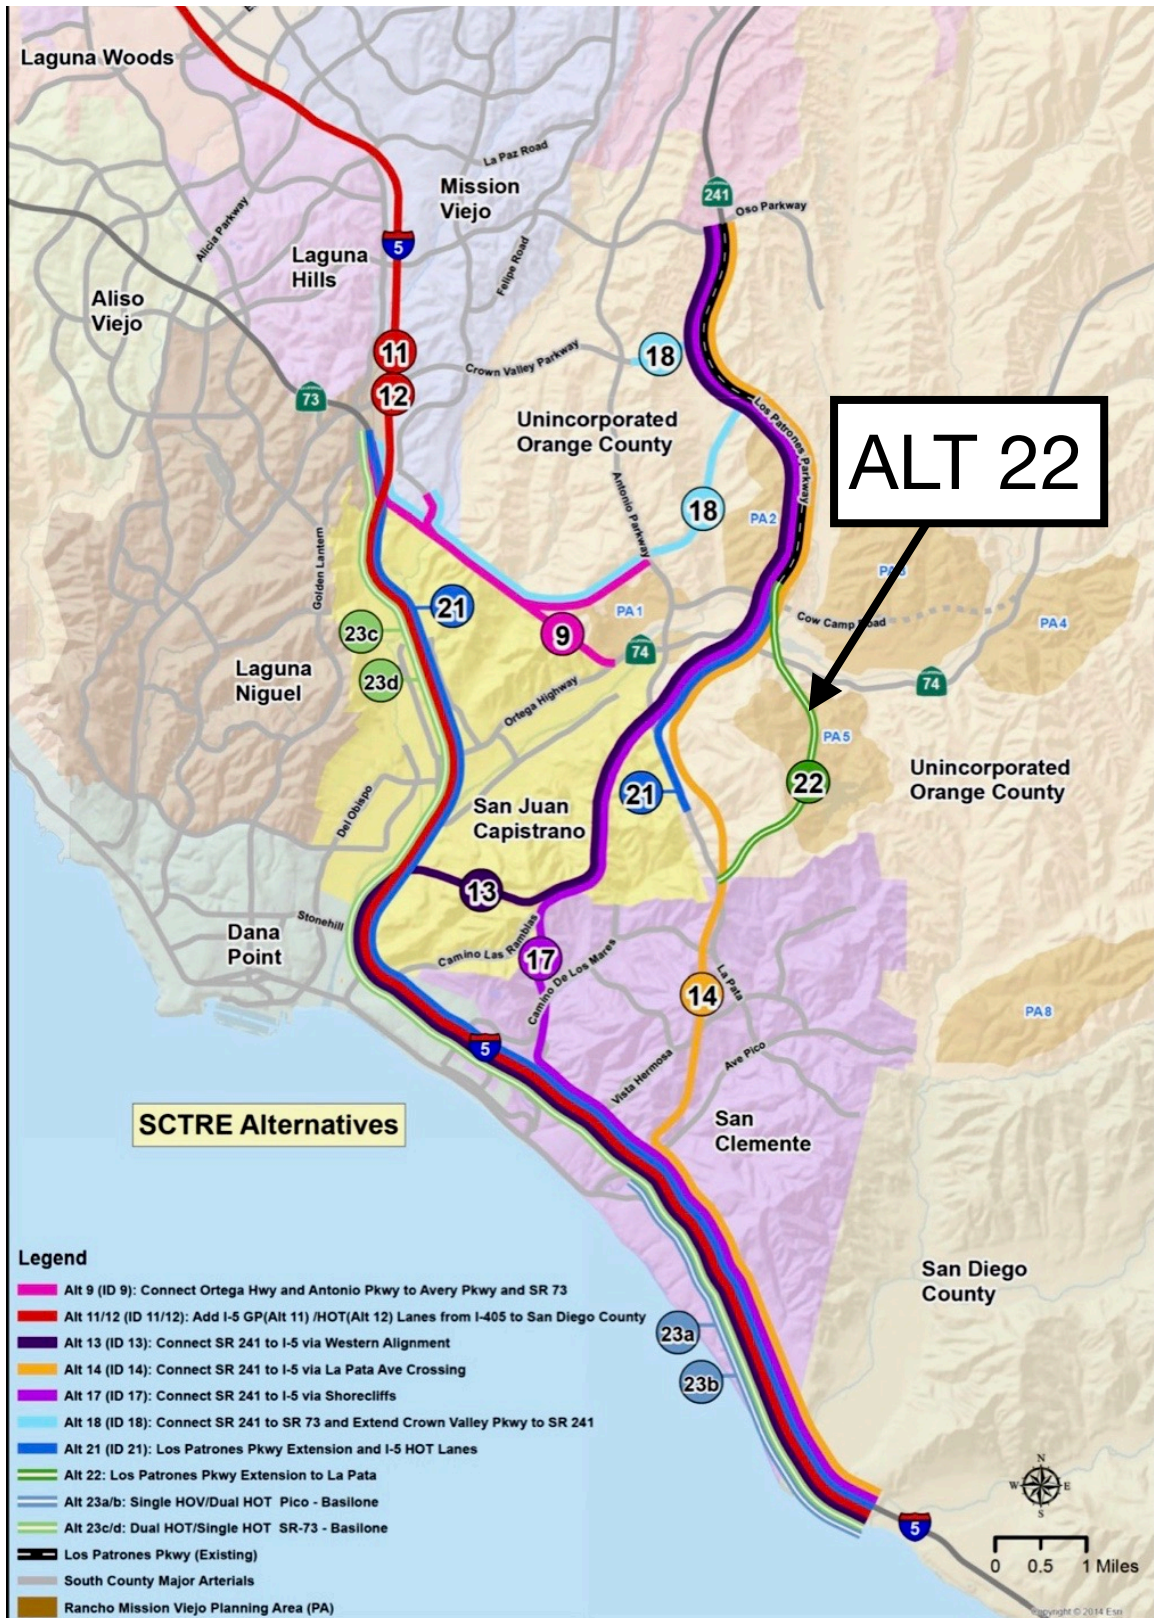 Laguna Woods
La Paz Road
Mission
Viejo
241
Oso Parkway
Alicia Parkway
5
Laguna
Hills
Felipe Road
Aliso
Viejo
11
18
Crown Valley Parkway
12
73
Unincorporated
Orange County
Los Patrones Parkway
ALT 22
Antonio Parkway
18
PA2
Golden Lantern
21
PA1
Cow Camp Road
PA4
23c
9
74
Laguna
Niguel
23d
74
Ortega Highway
PA5
Unincorporated
Orange County
22
21
Del Obispo
San Juan
Capistrano
13
Stonehill
Dana
Point
Camino Las Ramblas
17
Camino De Los Mares
La Pata
14
PA8
5
Ave Pico
Vista Hermosa
SCTRE Alternatives
San
Clemente
San Diego
County
23a
23b
Legend
Alt 9 (ID 9): Connect Ortega Hwy and Antonio Pkwy to Avery Pkwy and SR 73
Alt 11/12 (ID 11/12): Add I-5 GP(Alt 11) /HOT(Alt 12) Lanes from I-405 to San Diego County
Alt 13 (ID 13): Connect SR 241 to I-5 via Western Alignment
Alt 14 (ID 14): Connect SR 241 to I-5 via La Pata Ave Crossing
Alt 17 (ID 17): Connect SR 241 to I-5 via Shorecliffs
Alt 18 (ID 18): Connect SR 241 to SR 73 and Extend Crown Valley Pkwy to SR 241
Alt 21 (ID 21): Los Patrones Pkwy Extension and I-5 HOT Lanes
Alt 22: Los Patrones Pkwy Extension to La Pata
Alt 23a/b: Single HOV/Dual HOT Pico - Basilone
Alt 23c/d: Dual HOT/Single HOT SR-73 - Basilone
Los Patrones Pkwy (Existing)
South County Major Arterials
Rancho Mission Viejo Planning Area (PA)
N
W
E
S
5
0 0.5 1 Miles
Copyright © 2014 Esri